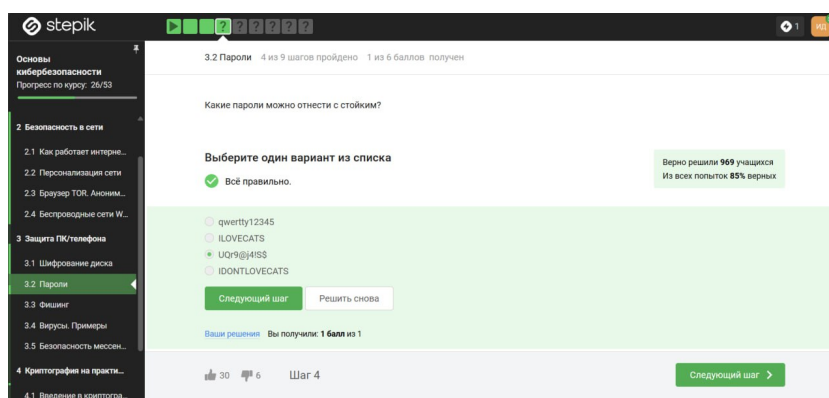 stepik
? ? ? ? ? ? ?
1
ИД
Основы
кибербезопасности
Прогресс по курсу: 26/53
3.2 Пароли 4 из 9 шагов пройдено 1 из 6 баллов получен
Какие пароли можно отнести с стойким?
2 Безопасность в сети
2.1 Как работает интерне...
2.2 Персонализация сети
2.3 Браузер TOR. Аноним...
2.4 Беспроводные сети W...
3 Защита ПК/телефона
3.1 Шифрование диска
3.2 Пароли
3.3 Фишинг
3.4 Вирусы. Примеры
3.5 Безопасность мессен...
4 Криптография на практи...
4.1 Введение в криптогра...
Выберите один вариант из списка
Всё правильно.
Верно решили 969 учащихся
Из всех попыток 85% верных
qwertty12345
ILOVECATS
UQr9@j4!S$
IDONTLOVECATS
Следующий шаг Решить снова
Ваши решения Вы получили: 1 балл из 1
30 6 Шаг 4
Следующий шаг